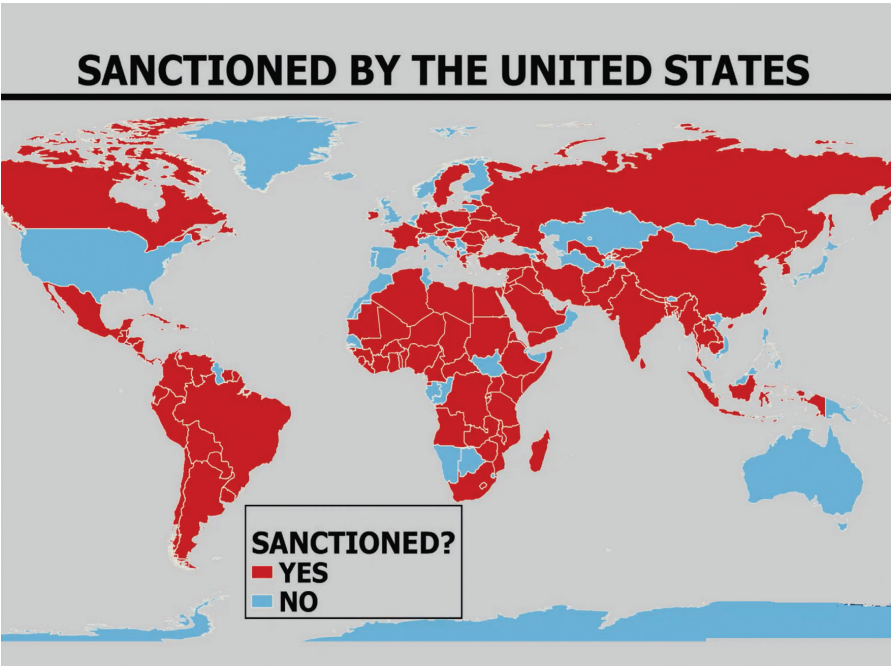 SANCTIONED BY THE UNITED STATES
SANCTIONED?
YES
NO